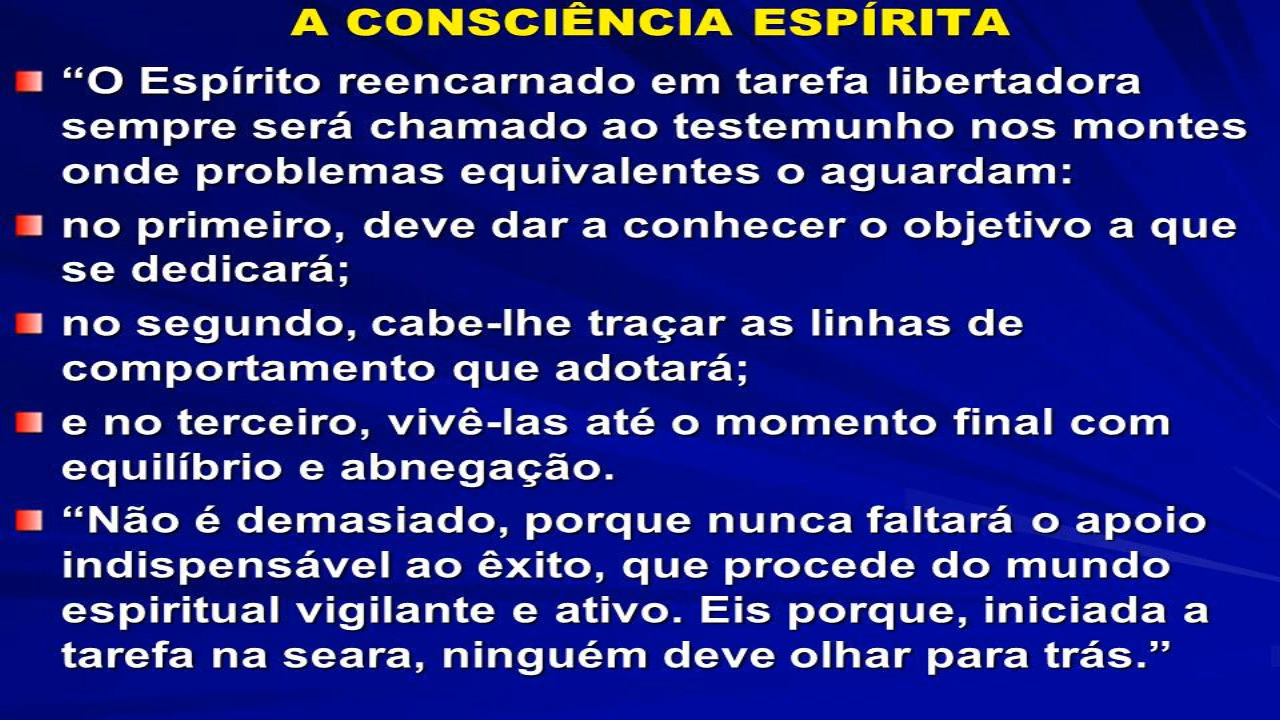 A CONSCIÊNCIA ESPÍRITA
“O Espírito reencarnado em tarefa libertadora
sempre será chamado ao testemunho nos montes
onde problemas equivalentes o aguardam:
no primeiro, deve dar a conhecer o objetivo a que
se dedicará;
no segundo, cabe-lhe traçar as linhas de
comportamento que adotará;
e no terceiro, vivê-las até o momento final com
equilíbrio e abnegação.
“Não é demasiado, porque nunca faltará o apoio
indispensável ao êxito, que procede do mundo
espiritual vigilante e ativo. Eis porque, iniciada a
tarefa na seara, ninguém deve olhar para trás.”